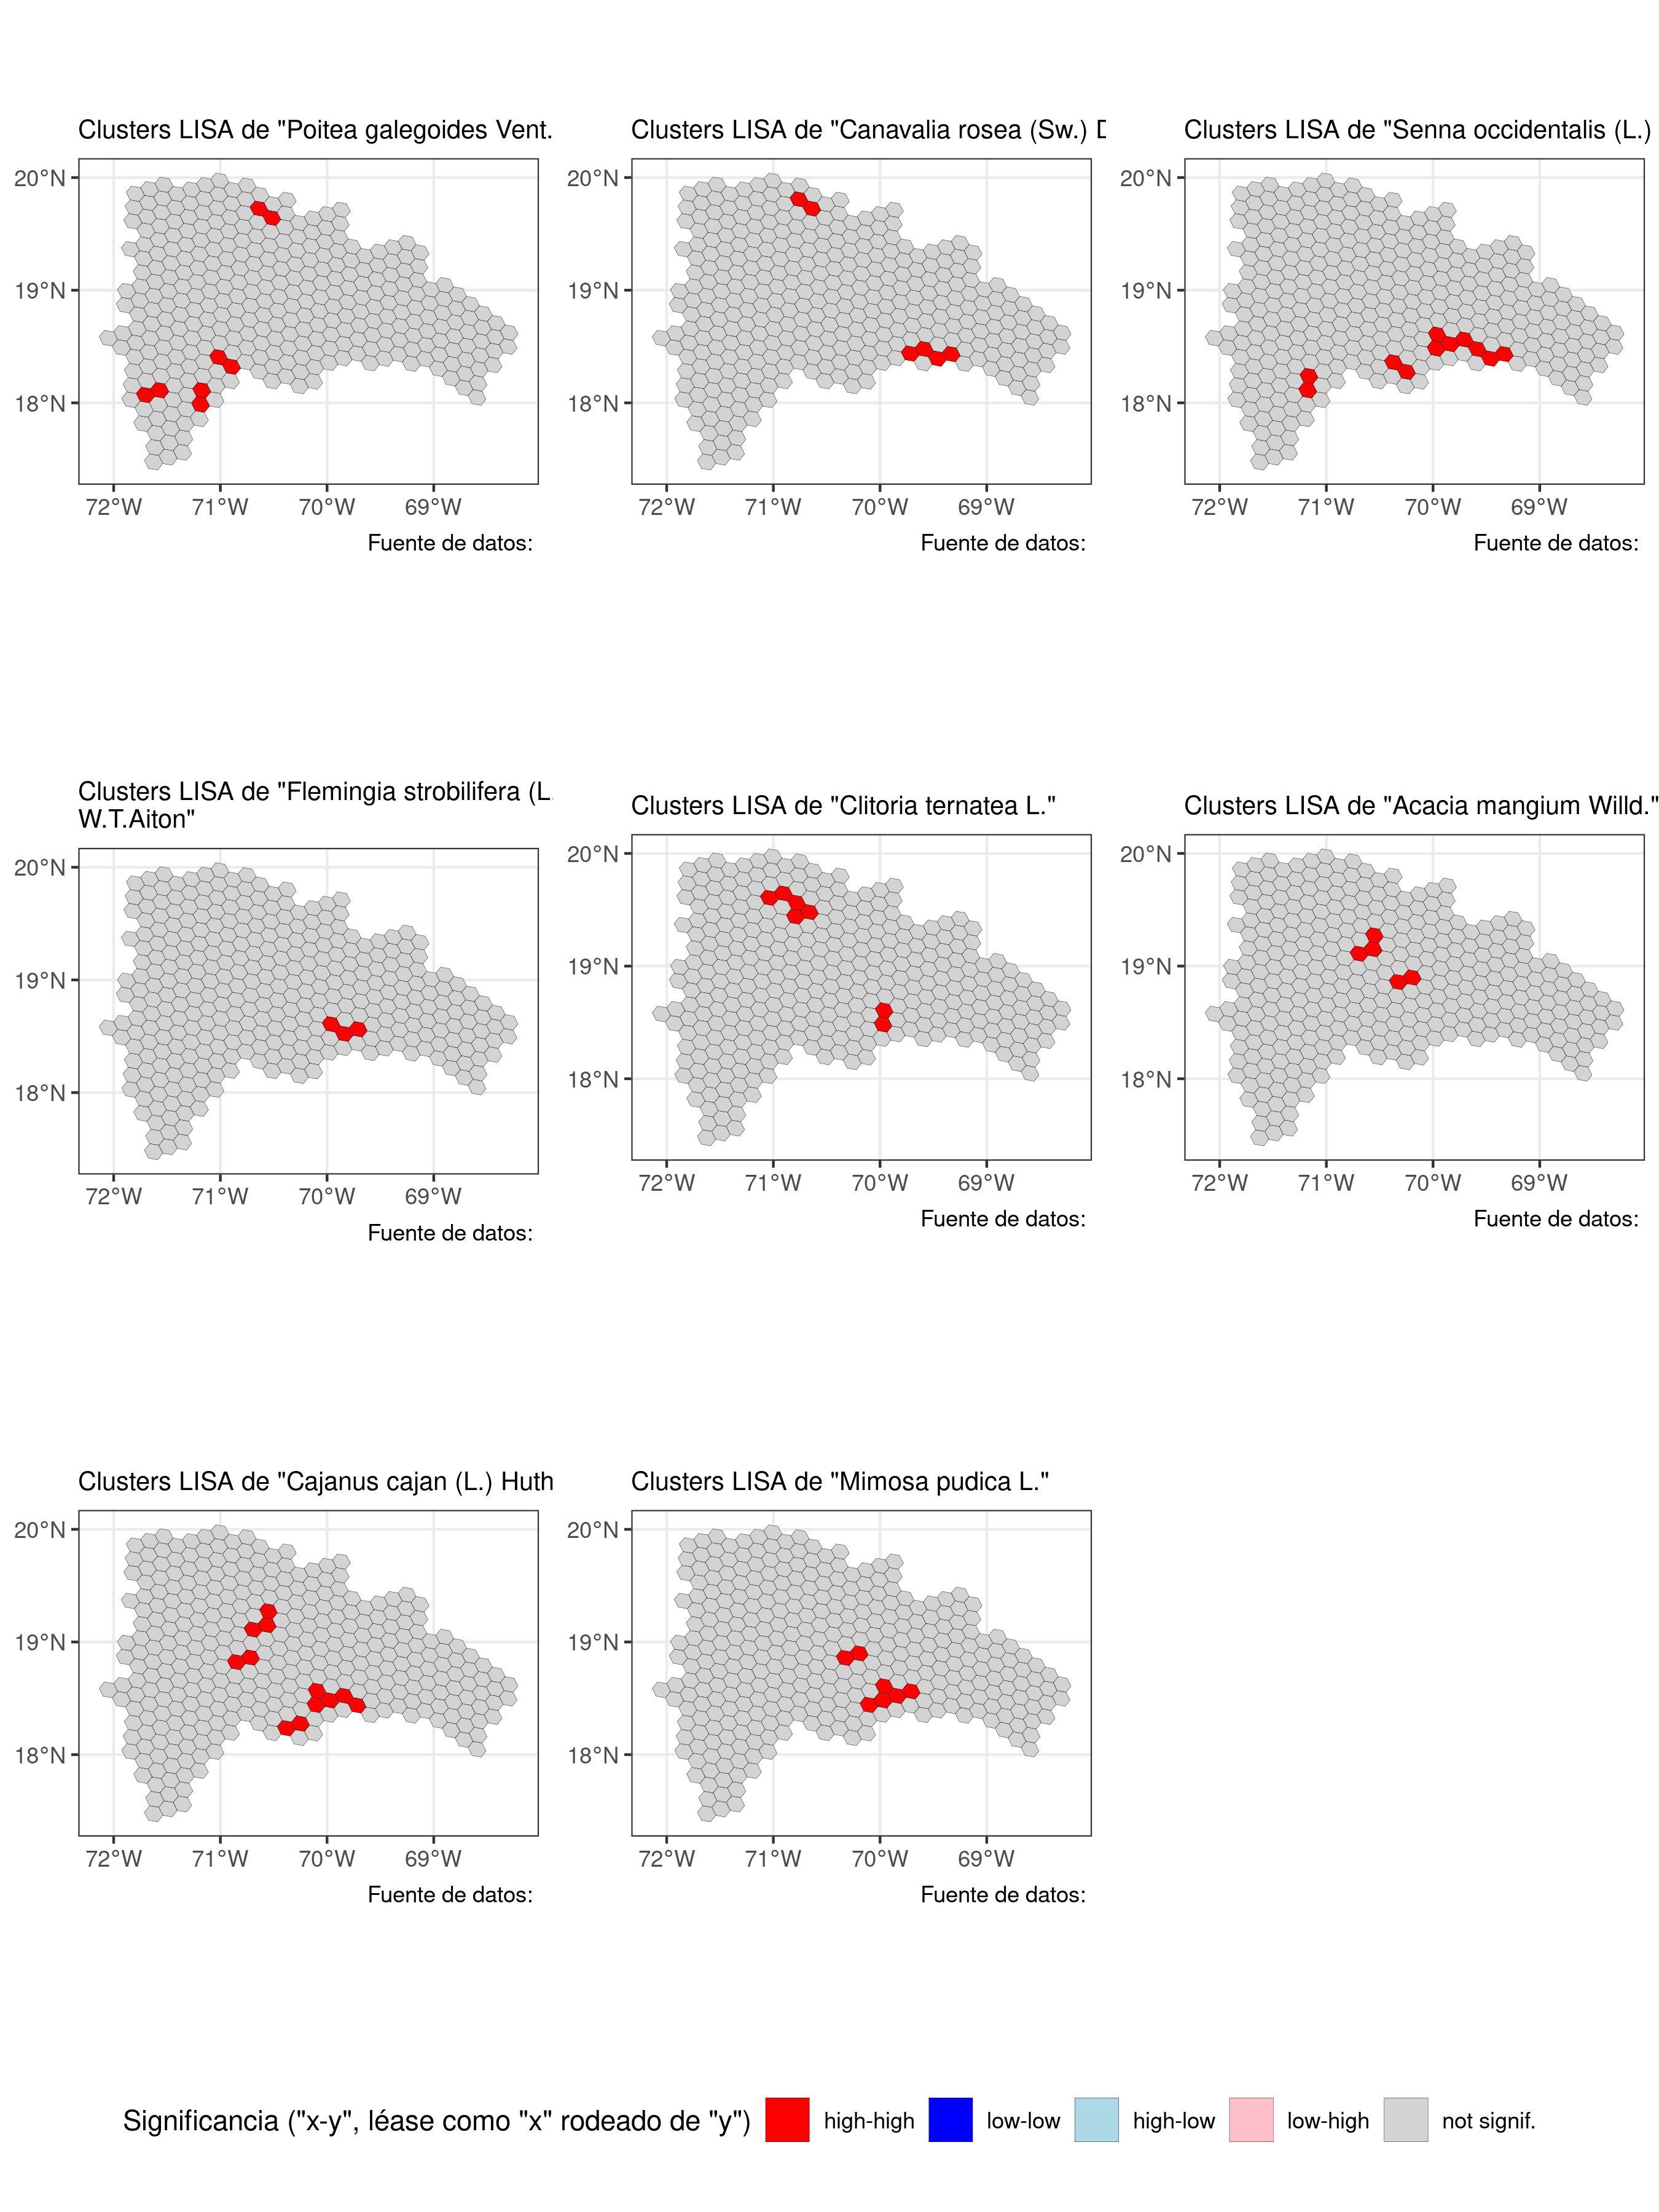 Clusters LISA de "Poitea galegoides Vent.
20°N
19°N
18°N
72°W 71°W 70°W 69°W
Fuente de datos:
Clusters LISA de "Canavalia rosea (Sw.)
20°N
19°N
18°N
72°W 71°W 70°W 69°W
Fuente de datos:
Clusters LISA de "Senna occidentalis (L.)
20°N
19°N
18°N
72°W 71°W 70°W 69°W
Fuente de datos:
Clusters LISA de "Flemingia strobilifera (L.
W.T.Aiton"
20°N
19°N
18°N
72°W 71°W 70°W 69°W
Fuente de datos:
Clusters LISA de "Clitoria ternatea L."
20°N
19°N
18°N
72°W 71°W 70°W 69°W
Fuente de datos:
Clusters LISA de "Acacia mangium Willd."
20°N
19°N
18°N
72°W 71°W 70°W 69°W
Fuente de datos:
Clusters LISA de "Cajanus cajan (L.) Huth
20°N
19°N
18°N
72°W 71°W 70°W 69°W
Fuente de datos:
Clusters LISA de "Mimosa pudica L."
20°N
19°N
18°N
72°W 71°W 70°W 69°W
Fuente de datos:
Significancia ("x-y", léase como "x" rodeado de "y") high-high low-low high-low low-high not signif.